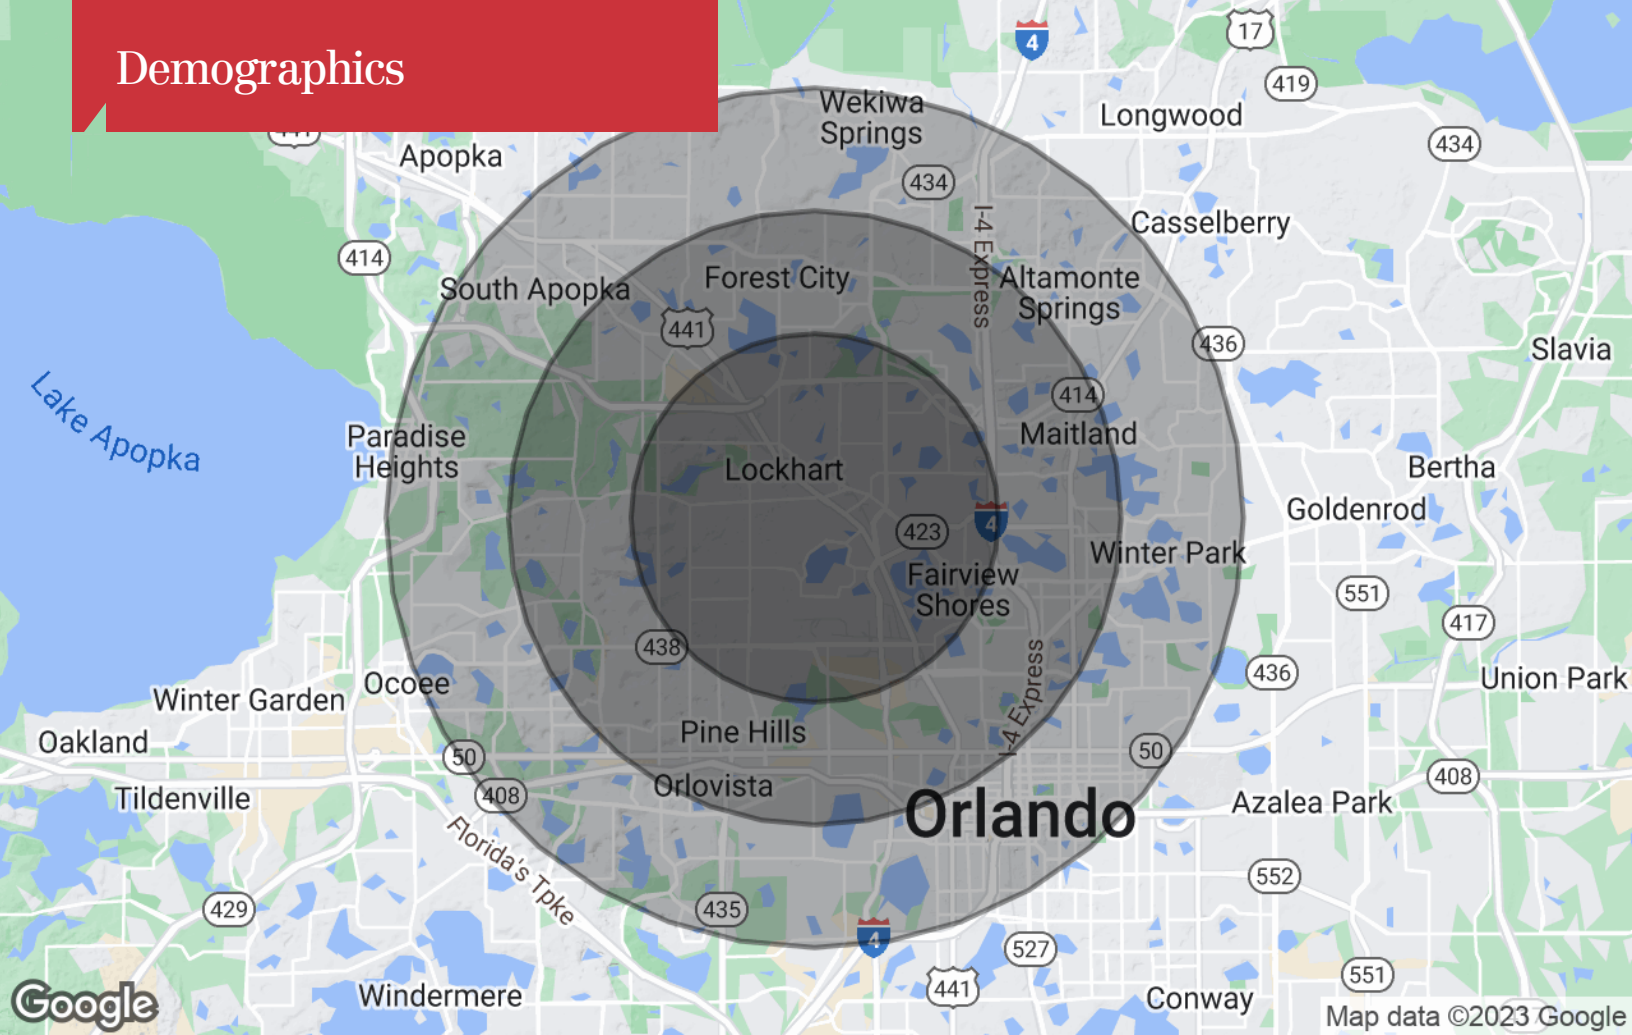 Demographics
4
17
419
Wekiwa
Springs
Longwood
441
434
Apopka
434
Casselberry
414
I-4 Express
South Apopka
Forest City
Altamonte
Springs
441
436
Slavia
Lake Apopka
414
Paradise
Heights
Maitland
Lockhart
Bertha
Goldenrod
4
423
Winter Park
Fairview
Shores
551
417
438
I-4 Express
436
Ocoee
Union Park
Winter Garden
Pine Hills
Oakland
50
50
408
Orlovista
408
Tildenville
Orlando
Azalea Park
Florida's Tpke
552
429
435
4
527
441
551
Windermere
Conway
Google
Map data ©2023 Google